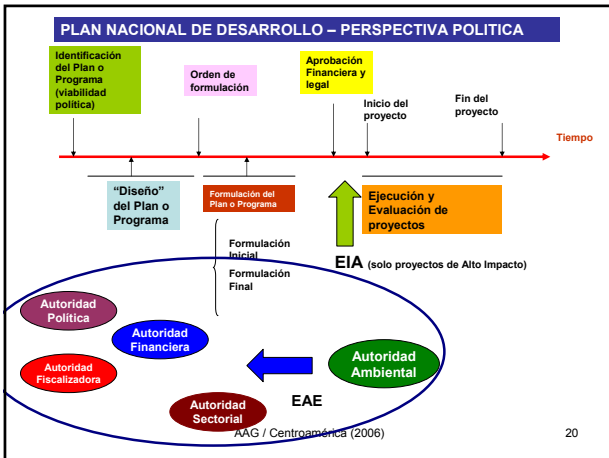 PLAN NACIONAL DE DESARROLLO – PERSPECTIVA POLITICA
Identificación
del Plan o
Programa
(viabilidad
política)
Orden de
formulación
Aprobación
Financiera y
legal
Inicio del
proyecto
Fin del
proyecto
Tiempo
“Diseño”
del Plan o
Programa
Formulación del
Plan o Programa
Ejecución y
Evaluación de
proyectos
Formulación
Inicial
Formulación
Final
EIA (solo proyectos de Alto Impacto)
Autoridad
Política
Autoridad
Financiera
Autoridad
Ambiental
Autoridad
Fiscalizadora
EAE
Autoridad
Sectorial
AAG / Centroamérica (2006)
20